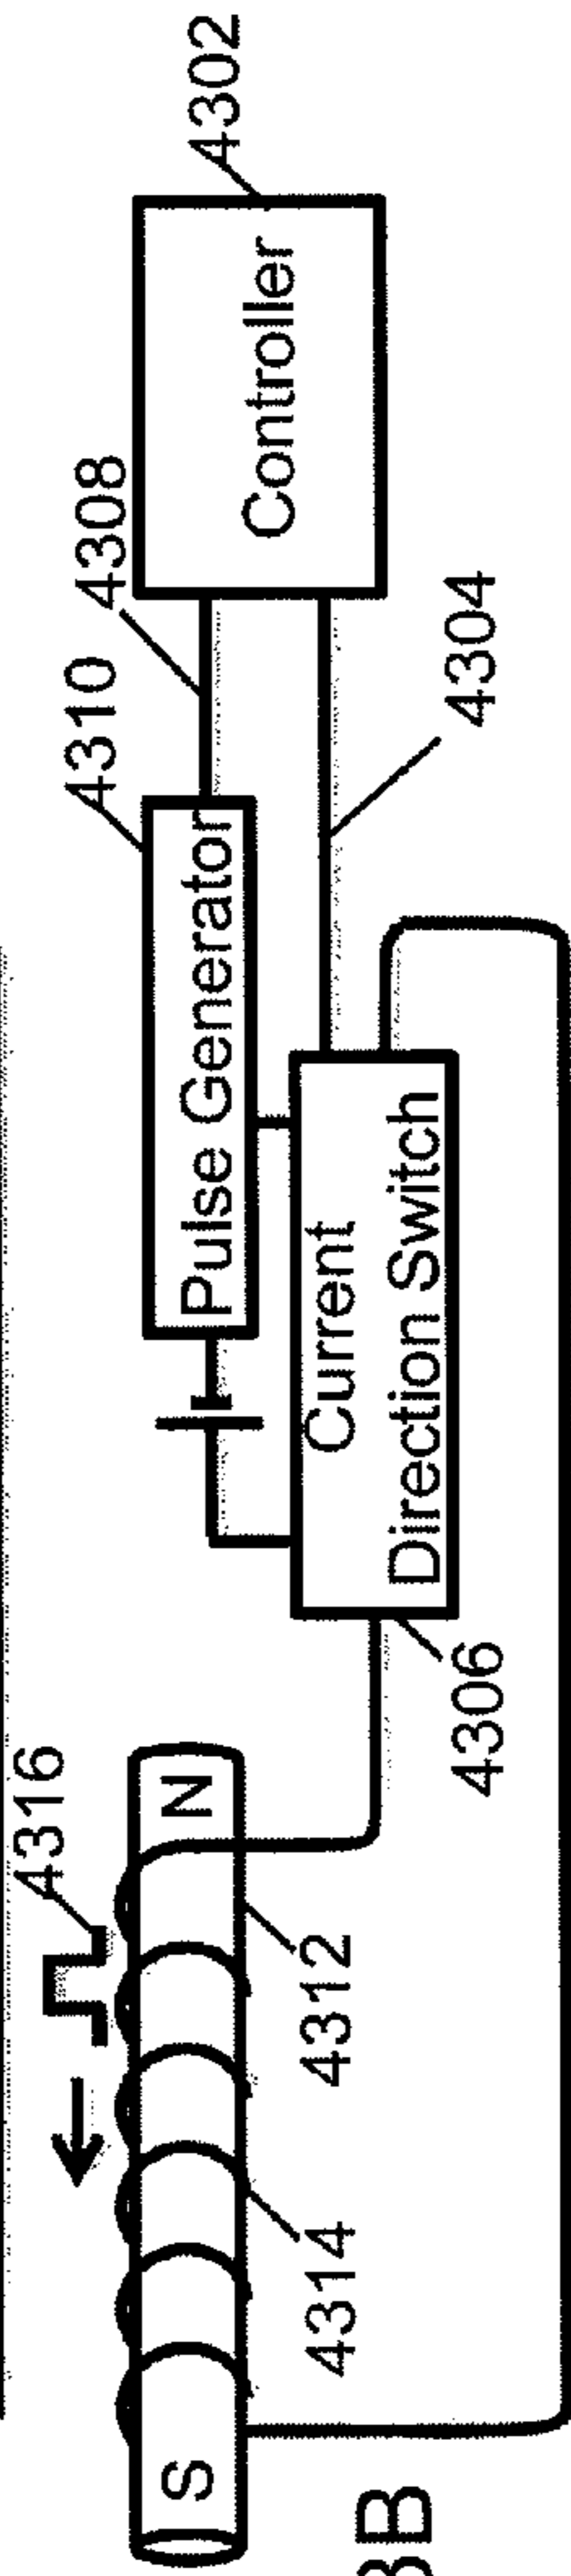 4316
4310
4308
4302
S
N
Pulse Generator
Controller
Current
Direction Switch
4314
4312
4306
4304
3B